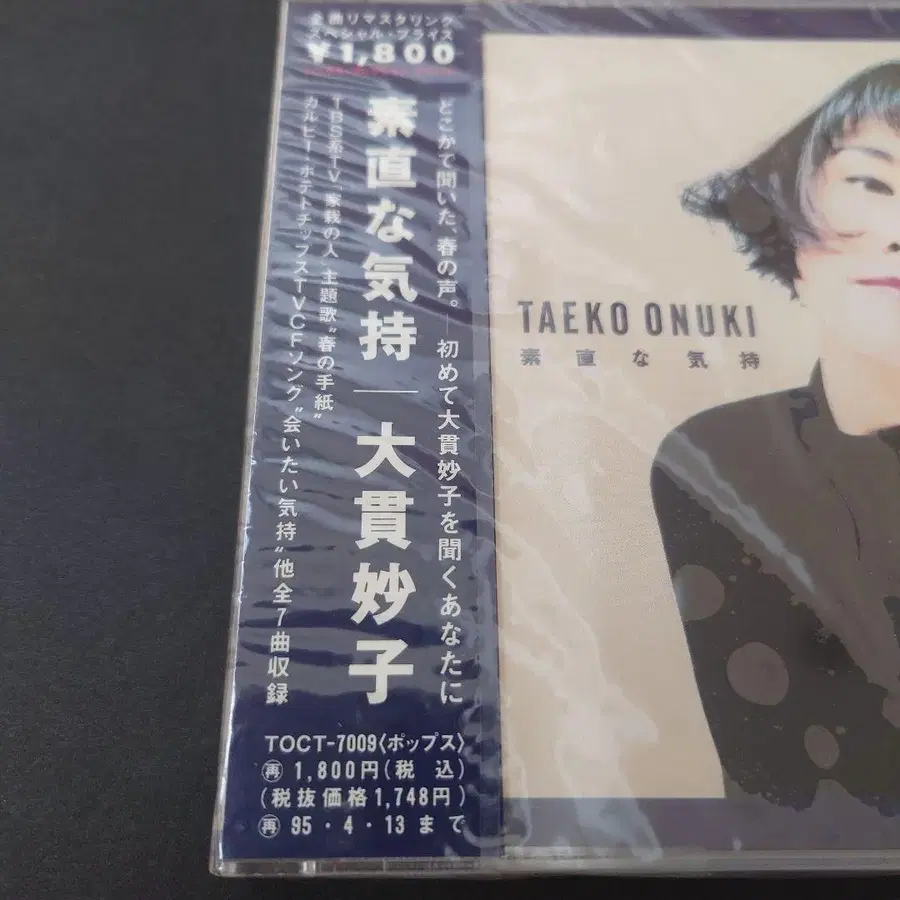 全曲リマスタリング
スペシャル・プライス
¥1,800
どこかで聞いた、春の声。― 初めて大貫妙子を聞くあなたに
素直な気持 ― 大貫妙子
TBS系TV「家栽の人」主題歌“春の手紙”
カルビー・ポテトチップスTVCFソング“会いたい気持”他全7曲収録
TOCT-7009〈ポップス〉
再 1,800円(税込)
(税抜価格1,748円)
再 95・4・13まで
TAEKO ONUKI
素直な気持